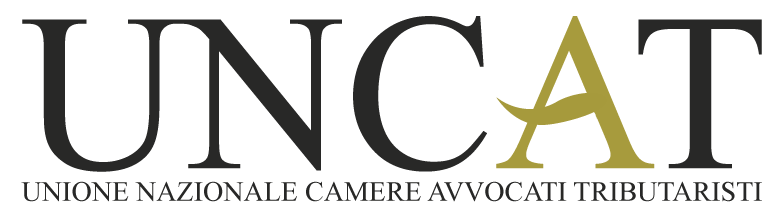 UNCAT
UNIONE NAZIONALE CAMERE AVVOCATI TRIBUTARISTI